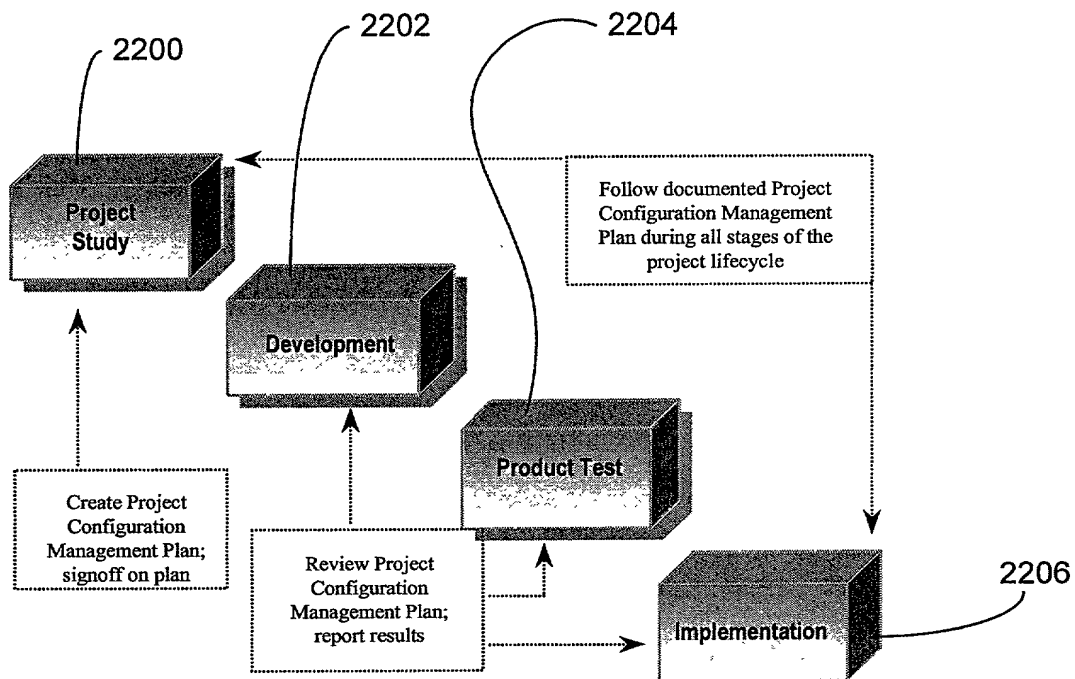 2200
2202
2204
Project
Study
Follow documented Project
Configuration Management
Plan during all stages of the
project lifecycle
Development
Product Test
Create Project
Configuration
Management Plan;
signoff on plan
Review Project
Configuration
Management Plan;
report results
Implementation
2206